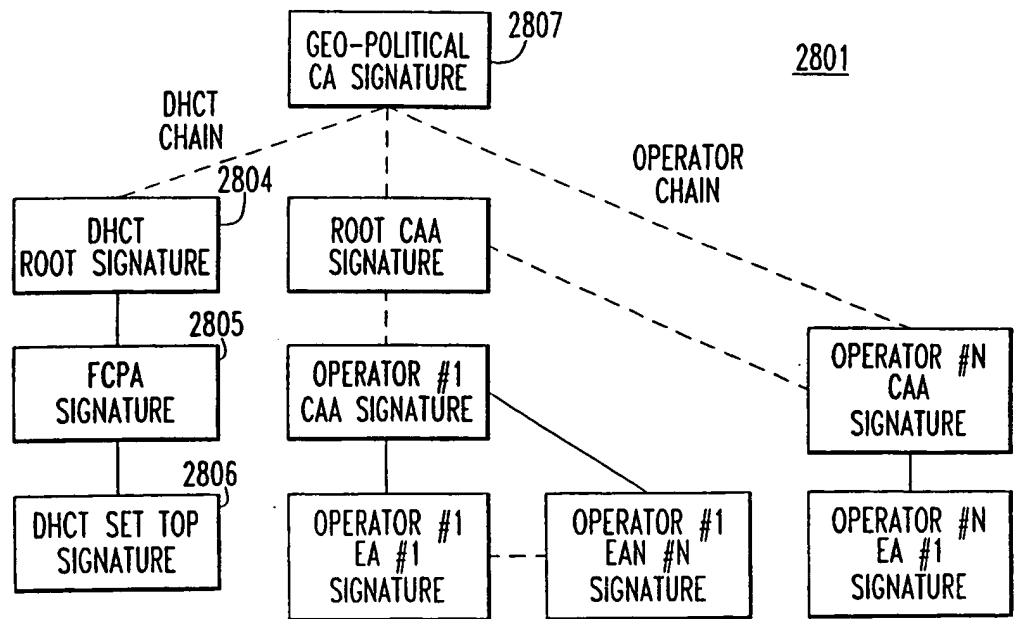 GEO-POLITICAL
CA SIGNATURE
2807
2801
DHCT
CHAIN
OPERATOR
CHAIN
2804
DHCT
ROOT SIGNATURE
ROOT CAA
SIGNATURE
2805
FCPA
SIGNATURE
OPERATOR #1
CAA SIGNATURE
OPERATOR #N
CAA
SIGNATURE
2806
DHCT SET TOP
SIGNATURE
OPERATOR #1
EA #1
SIGNATURE
OPERATOR #1
EAN #N
SIGNATURE
OPERATOR #N
EA #1
SIGNATURE